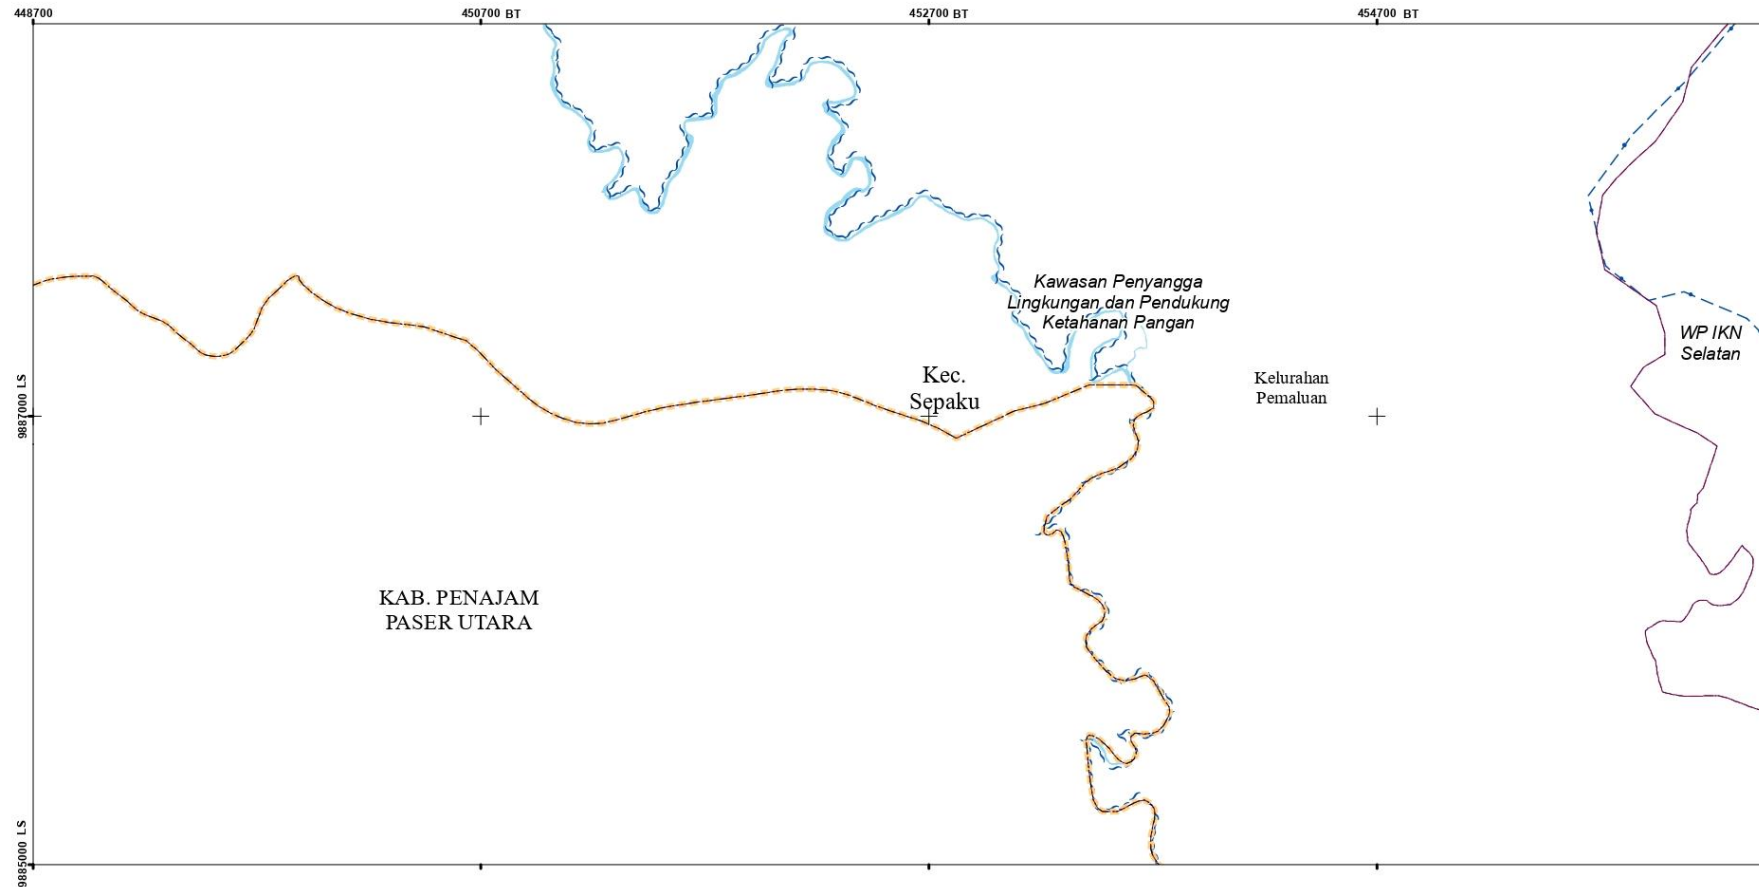 448700
450700 BT
452700 BT
454700 BT
Kawasan Penyangga
Lingkungan dan Pendukung
Ketahanan Pangan
WP IKN
Selatan
Kec.
Sepaku
Kelurahan
Pemaluan
9887000 LS
KAB. PENAJAM
PASER UTARA
9885000 LS